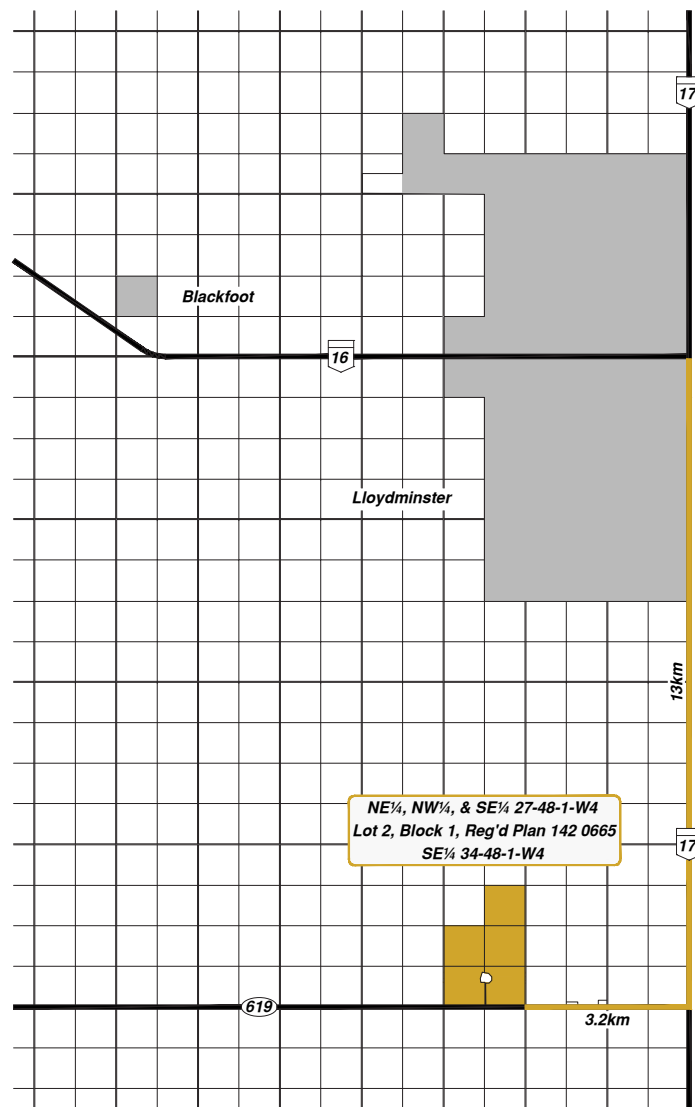 17
Blackfoot
16
Lloydminster
13km
NE¼, NW¼, & SE¼ 27-48-1-W4
Lot 2, Block 1, Reg'd Plan 142 0665
SE¼ 34-48-1-W4
17
619
3.2km